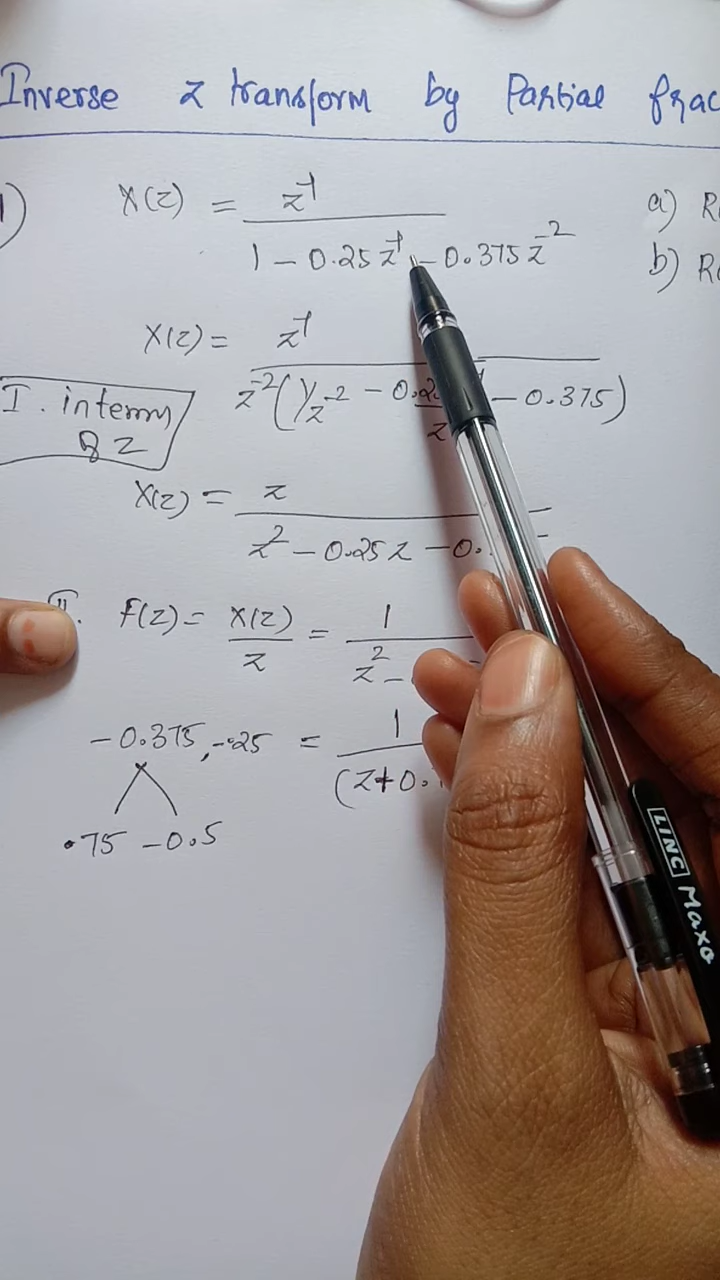 Inverse z transform by Partial frac
1) X(z) = z⁻¹ / 1 - 0.25 z⁻¹ - 0.375 z⁻² a) R
b) R
X(z) = z⁻¹ / z⁻²(1/z⁻² - 0.2 - 0.375)
I. interms
of z
X(z) = z / z² - 0.25 z - 0.
II. F(z) = X(z)/z = 1 / z² -
-0.375, -.25 = 1 / (z+0.
.75 -0.5
LINC Maxo